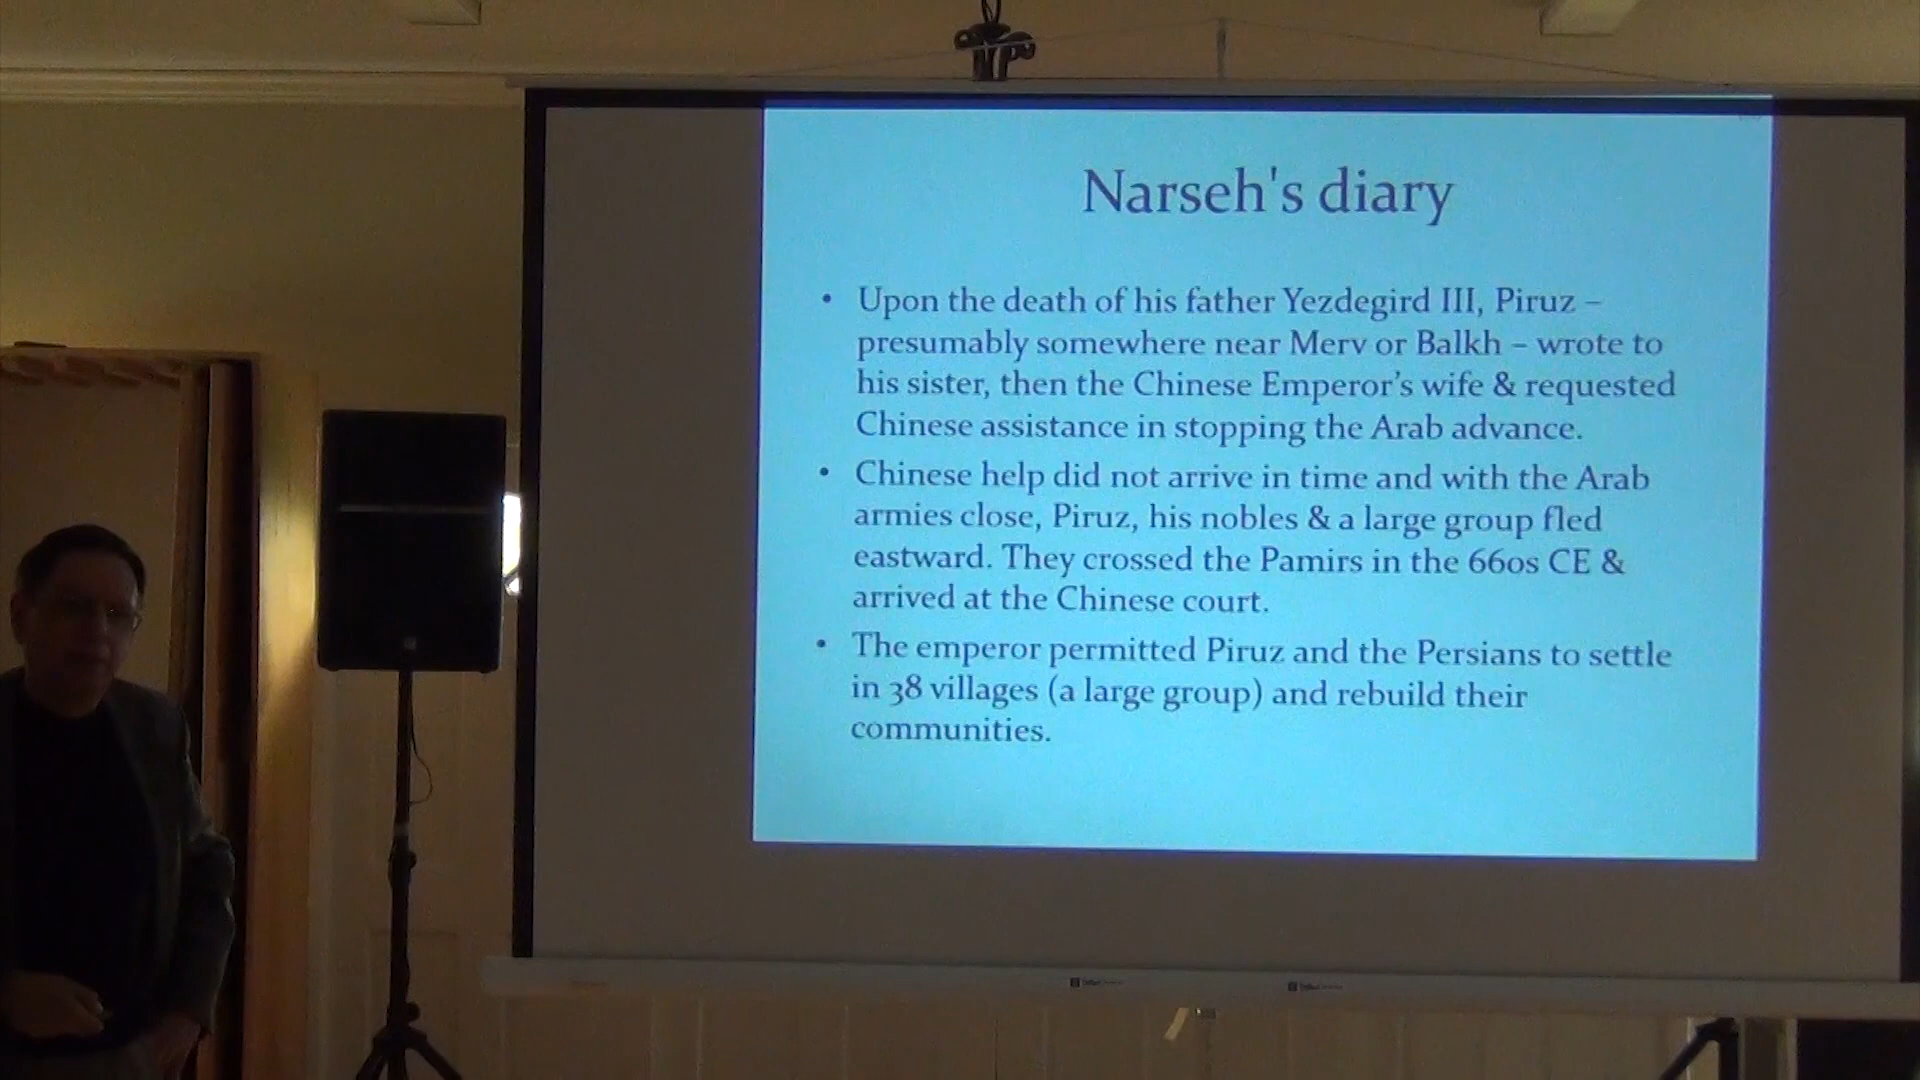 Narseh's diary
• Upon the death of his father Yezdegird III, Piruz –
presumably somewhere near Merv or Balkh – wrote to
his sister, then the Chinese Emperor’s wife & requested
Chinese assistance in stopping the Arab advance.
• Chinese help did not arrive in time and with the Arab
armies close, Piruz, his nobles & a large group fled
eastward. They crossed the Pamirs in the 660s CE &
arrived at the Chinese court.
• The emperor permitted Piruz and the Persians to settle
in 38 villages (a large group) and rebuild their
communities.